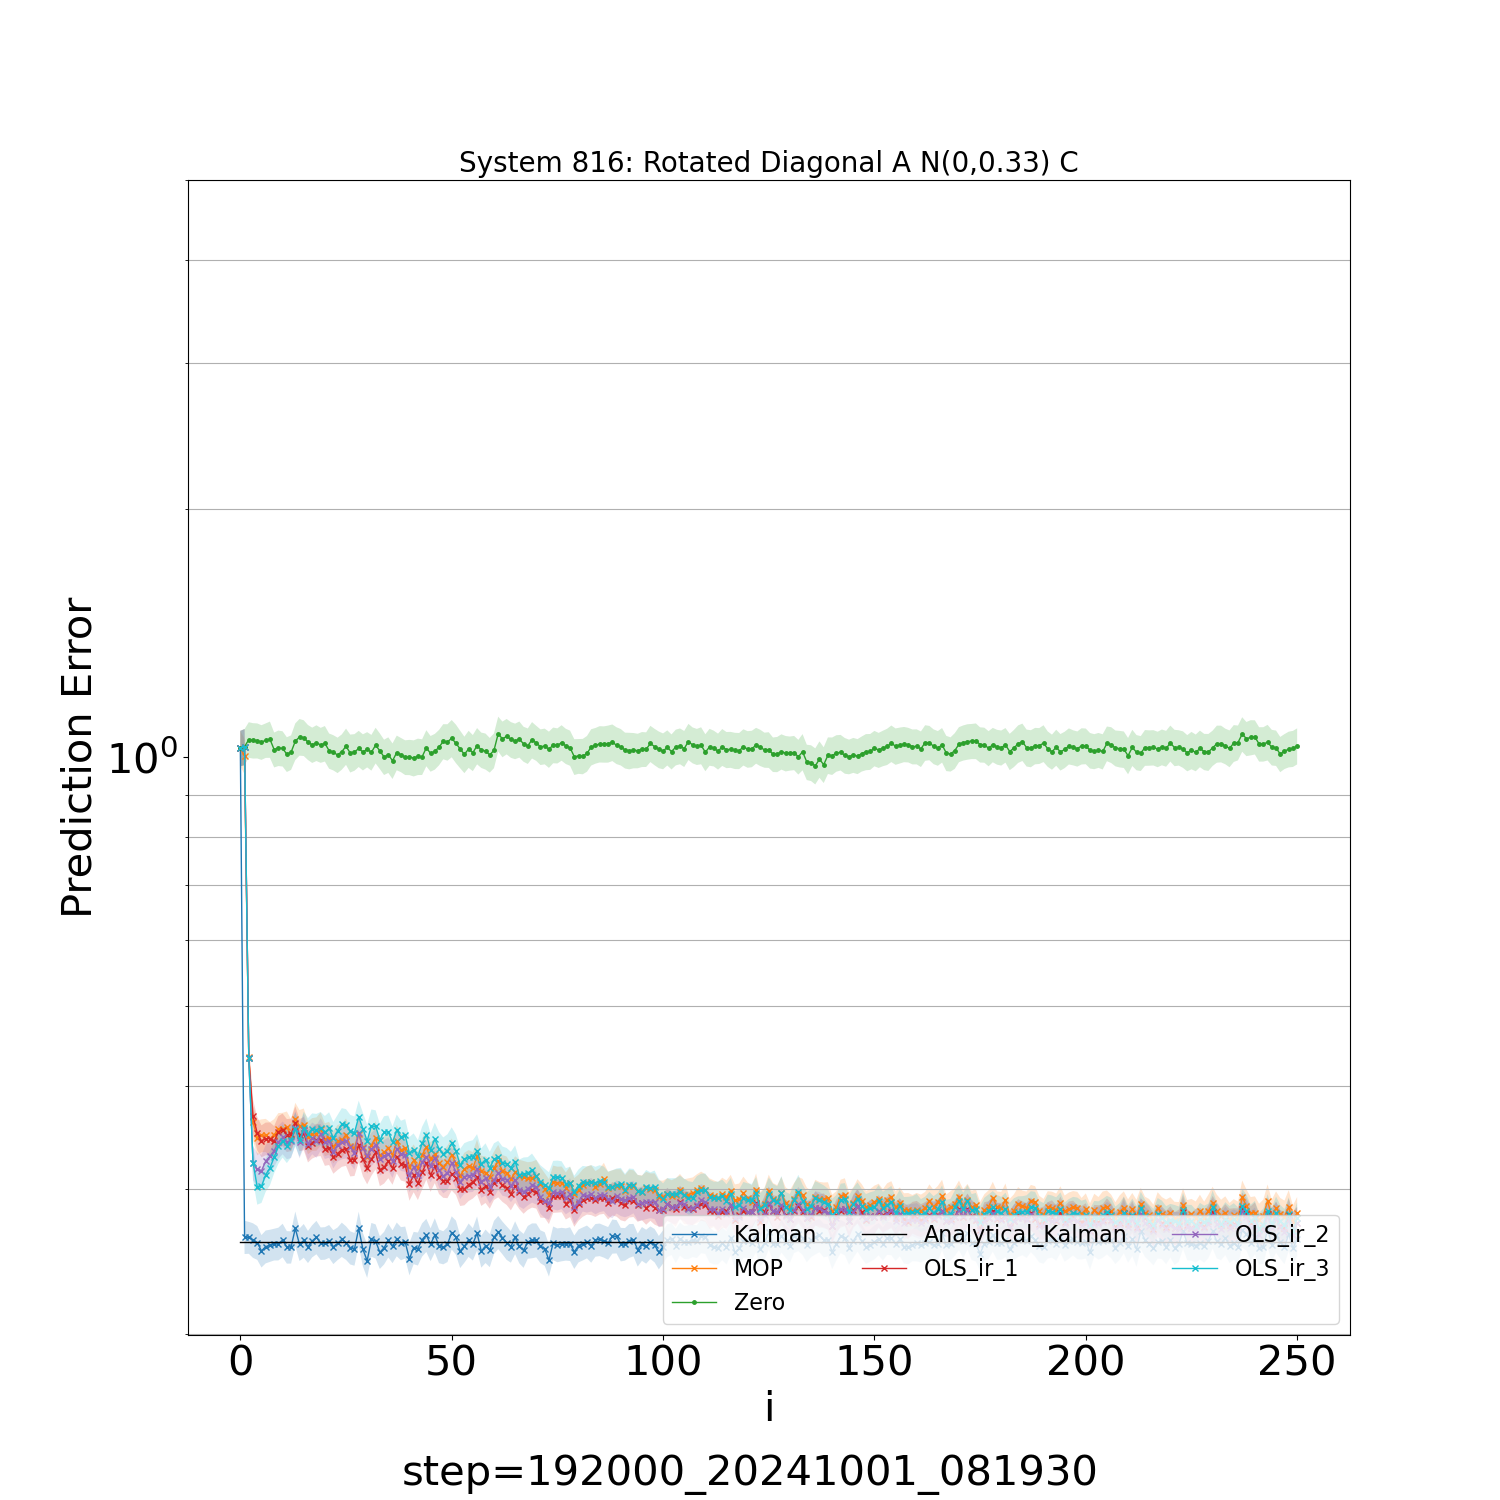 System 816: Rotated Diagonal A N(0,0.33) C
Prediction Error
10⁰
Kalman
MOP
Zero
Analytical_Kalman
OLS_ir_1
OLS_ir_2
OLS_ir_3
0 50 100 150 200 250
i
step=192000_20241001_081930